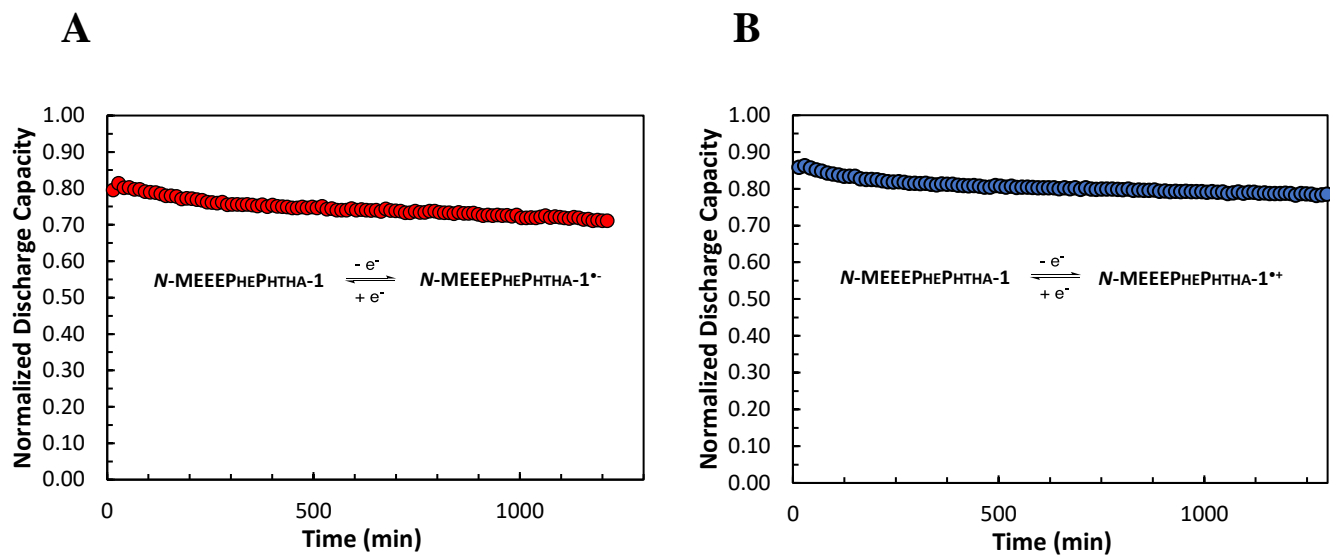 A
B
Normalized Discharge Capacity
1.00
0.90
0.80
0.70
0.60
0.50
0.40
0.30
0.20
0.10
0.00
N-MEEEPHEPHTHA-1
- e-
+ e-
N-MEEEPHEPHTHA-1•-
0
500
1000
Time (min)
Normalized Discharge Capacity
1.00
0.90
0.80
0.70
0.60
0.50
0.40
0.30
0.20
0.10
0.00
N-MEEEPHEPHTHA-1
- e-
+ e-
N-MEEEPHEPHTHA-1•+
0
500
1000
Time (min)